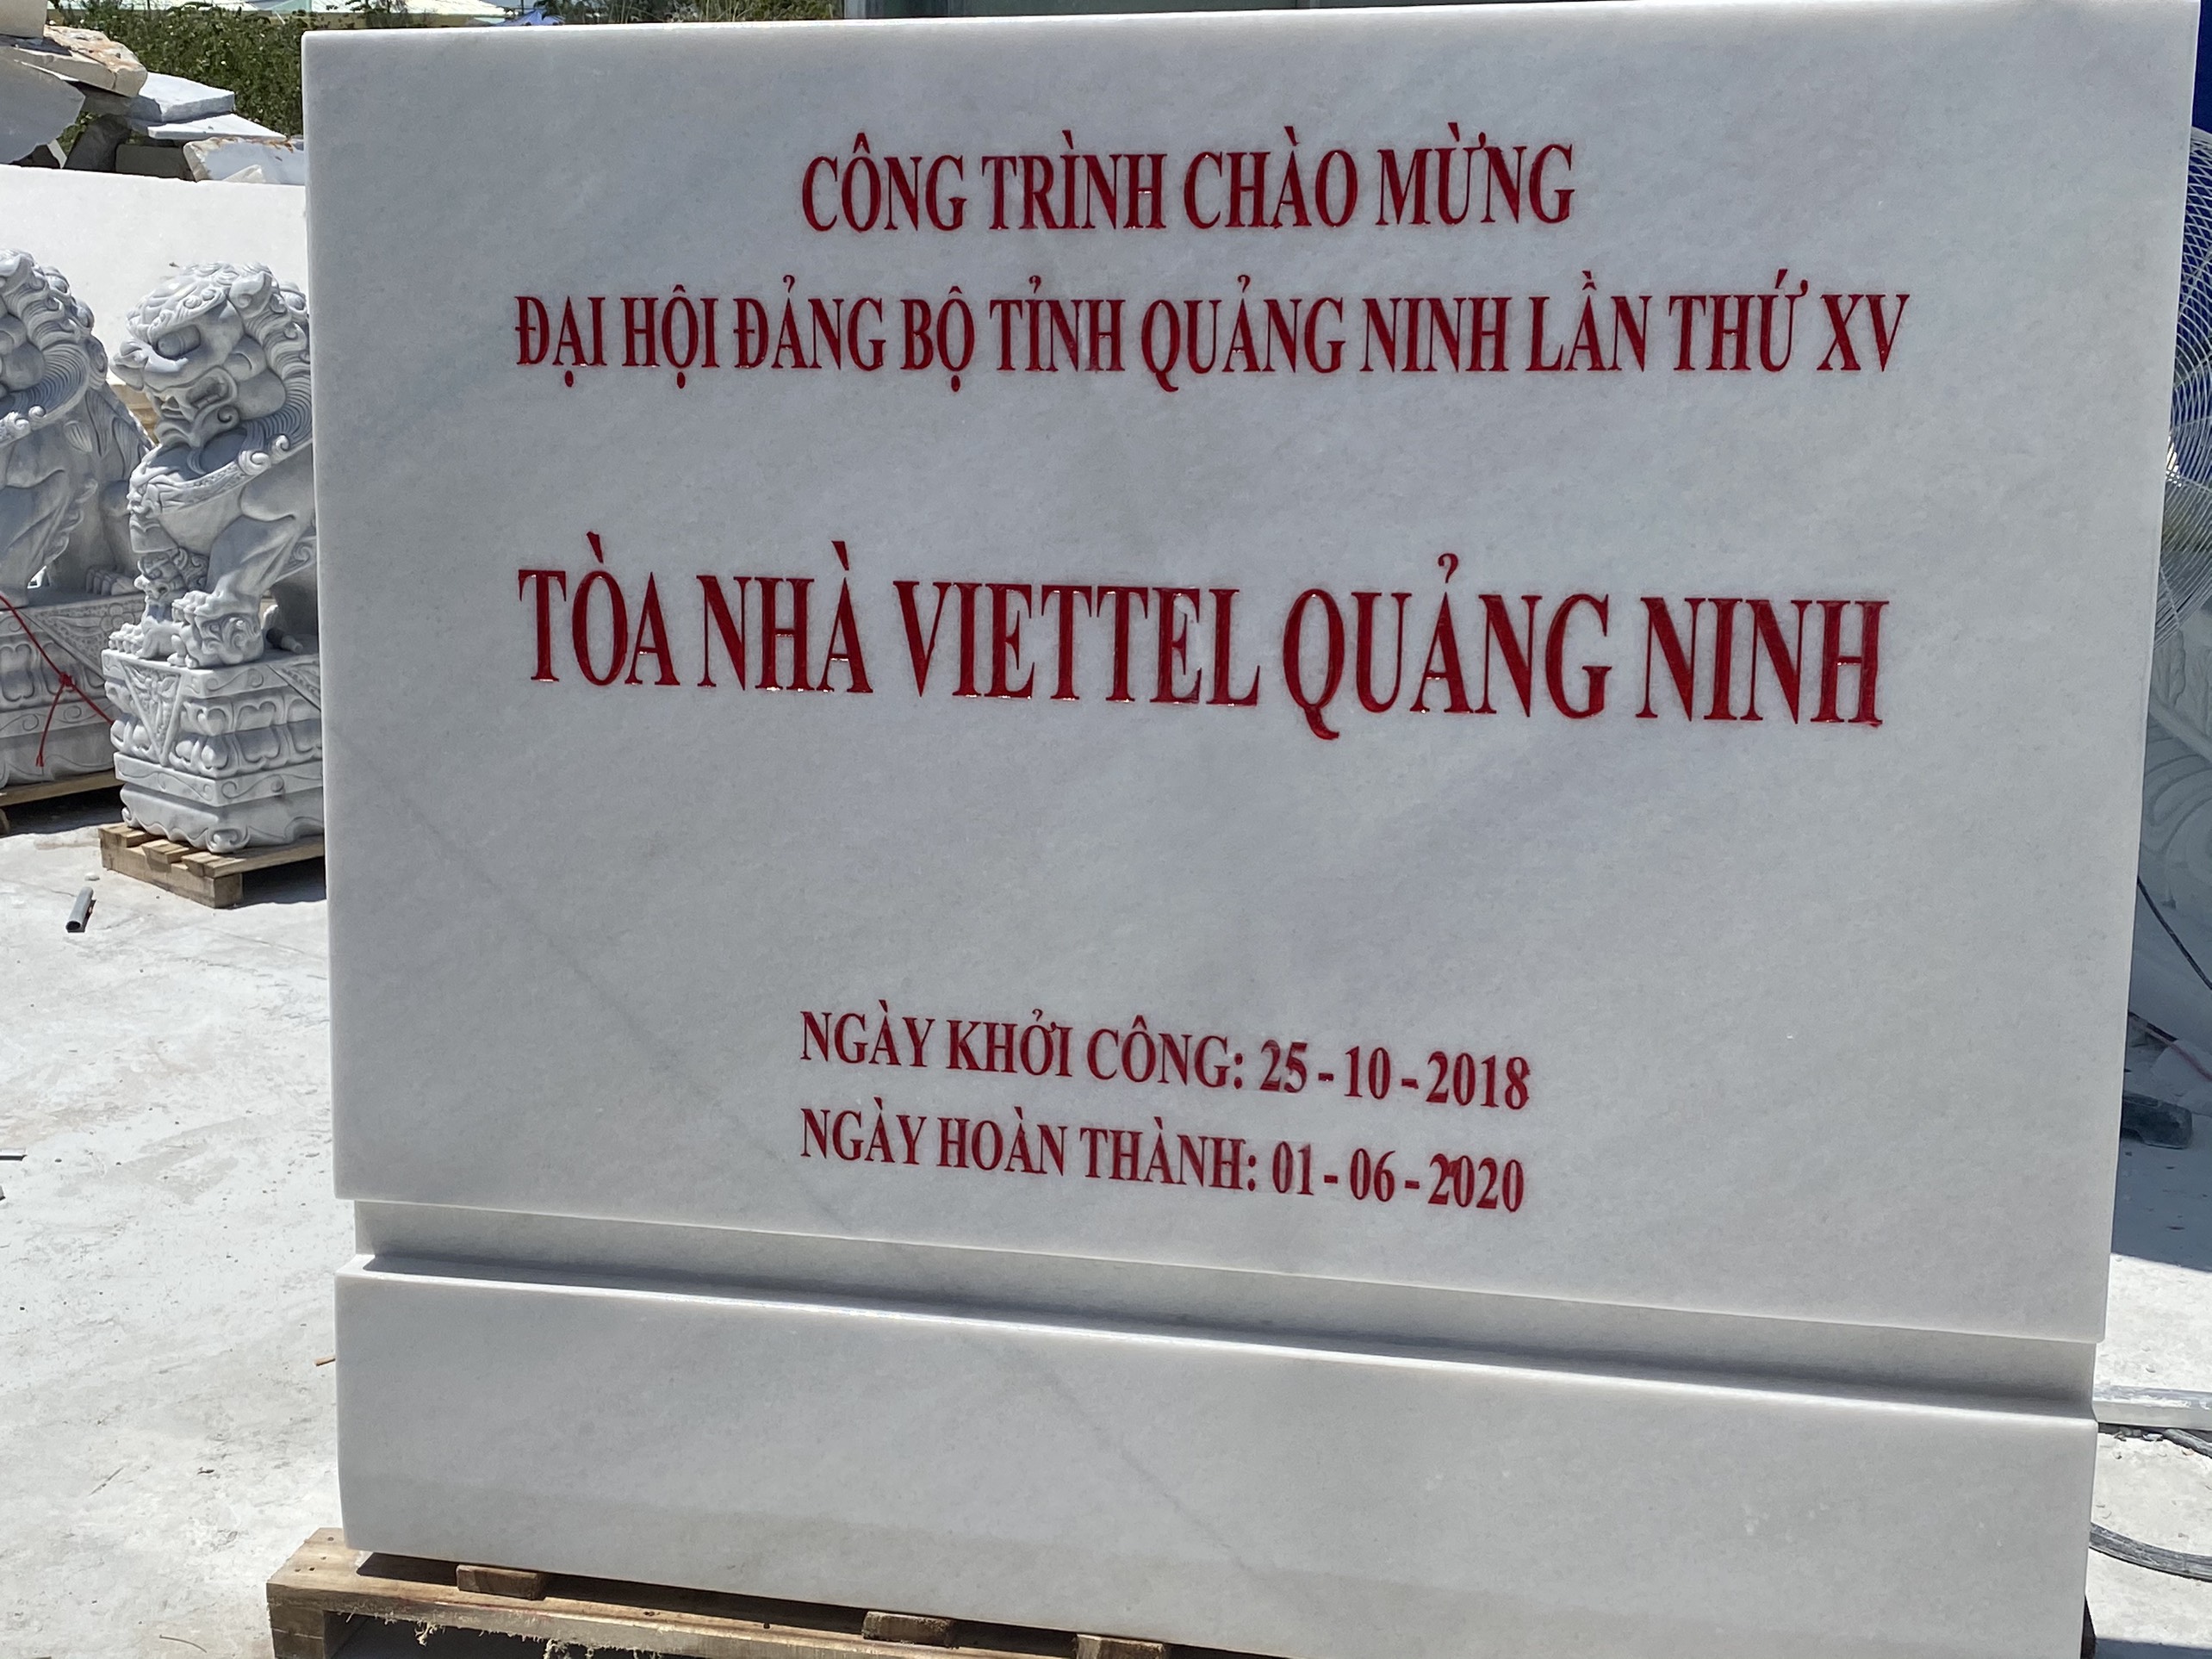 CÔNG TRÌNH CHÀO MỪNG
ĐẠI HỘI ĐẢNG BỘ TỈNH QUẢNG NINH LẦN THỨ XV
TÒA NHÀ VIETTEL QUẢNG NINH
NGÀY KHỞI CÔNG: 25 - 10 - 2018
NGÀY HOÀN THÀNH: 01 - 06 - 2020